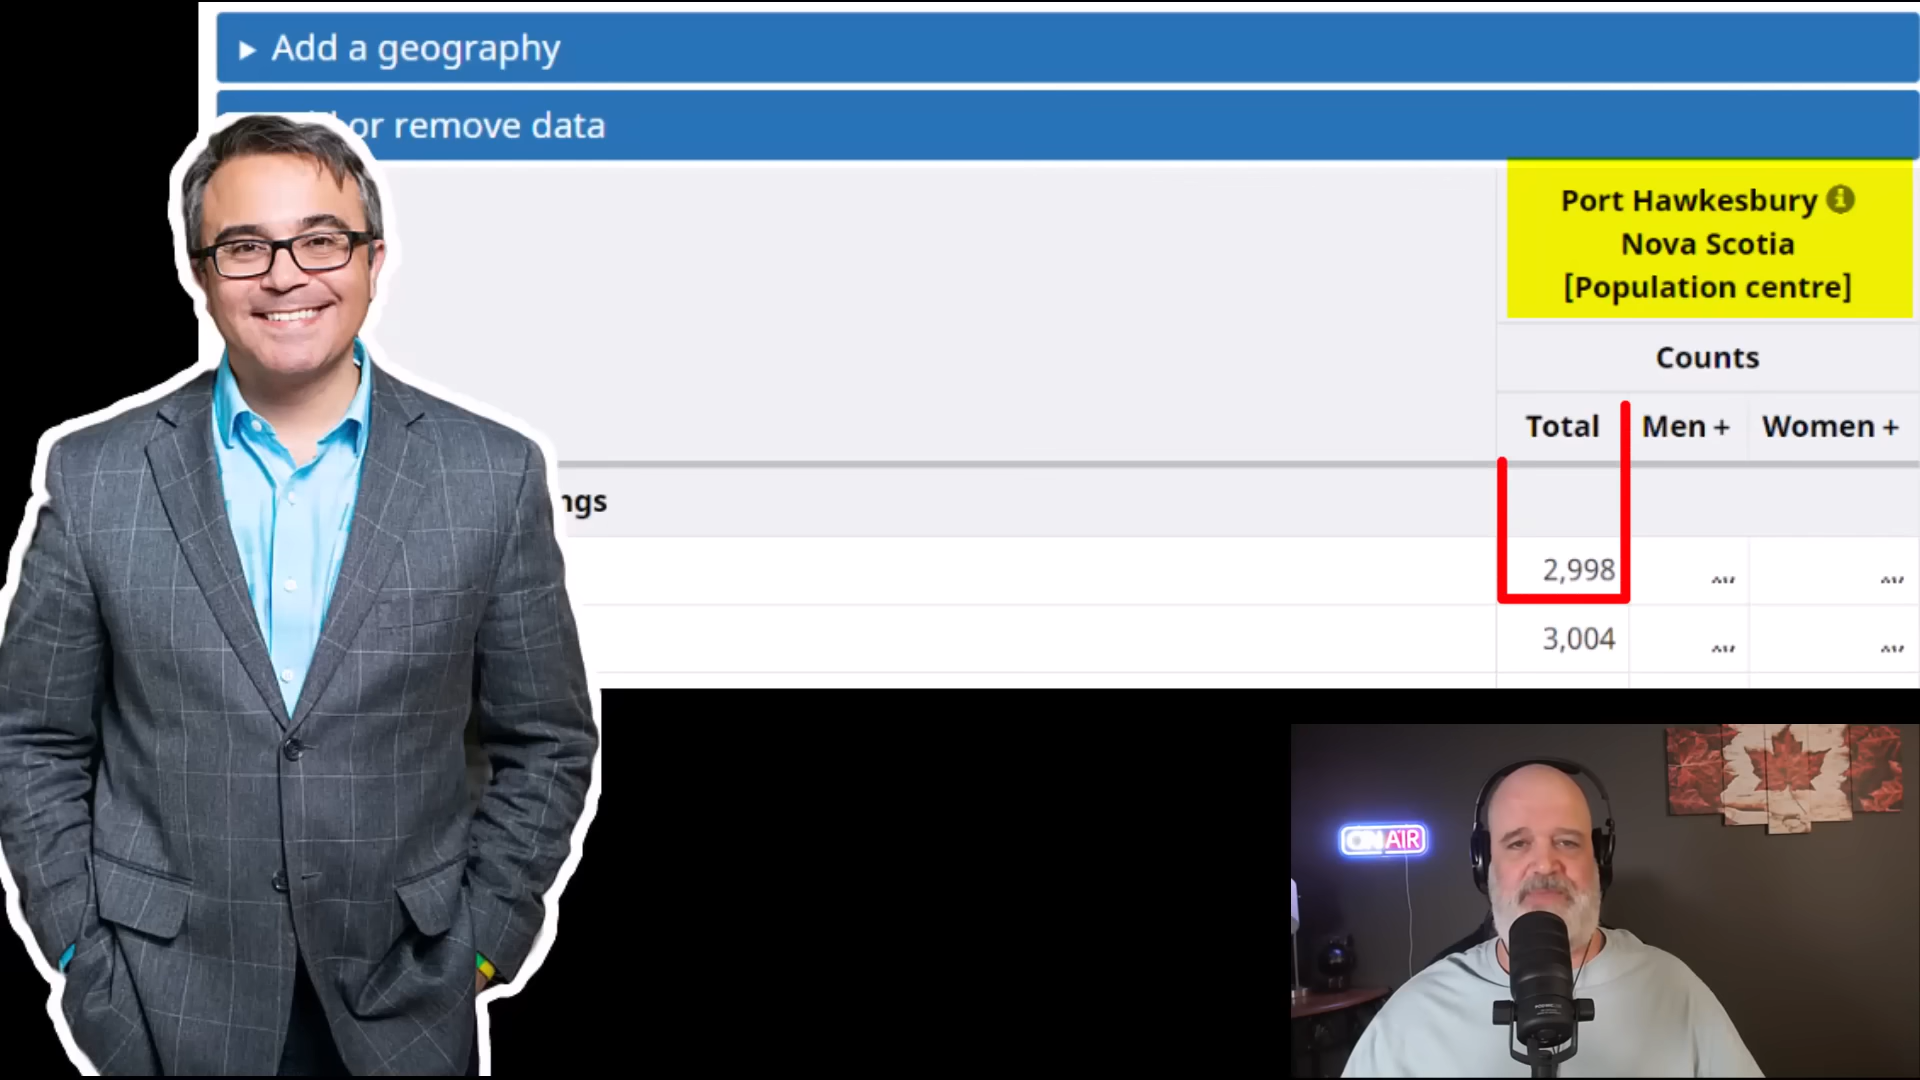 Add a geography
or remove data
Port Hawkesbury
Nova Scotia
[Population centre]
Counts
Total Men + Women +
ngs
2,998 ... ...
3,004 ... ...
ON AIR